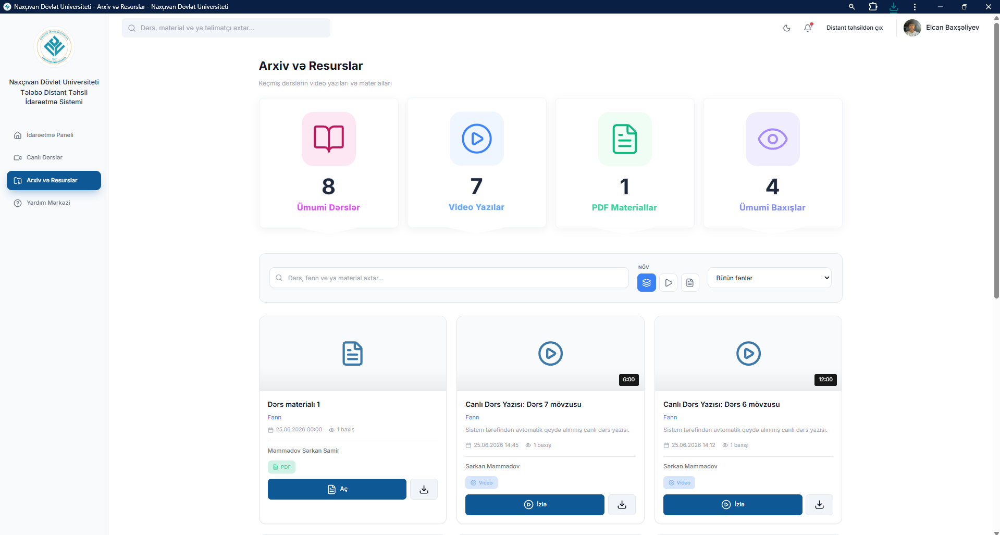 Naxçıvan Dövlət Universiteti - Arxiv və Resurslar - Naxçıvan Dövlət Universiteti
Dərs, material və ya təlimatçı axtar...
Distant təhsildən çıx
Elcan Baxşəliyev
Naxçıvan Dövlət Universiteti
Tələbə Distant Təhsil
İdarəetmə Sistemi
İdarəetmə Paneli
Canlı Dərslər
Arxiv və Resurslar
Yardım Mərkəzi
Arxiv və Resurslar
Keçmiş dərslərin video yazıları və materialları
8
Ümumi Dərslər
7
Video Yazılar
1
PDF Materiallar
4
Ümumi Baxışlar
Dərs, fənn və ya material axtar...
NÖV
Bütün fənlər
Dərs materialı 1
Fənn
25.06.2026 00:00 1 baxış
Məmmədov Sərkan Samir
PDF
Aç
6:00
Canlı Dərs Yazısı: Dərs 7 mövzusu
Fənn
Sistem tərəfindən avtomatik qeydə alınmış canlı dərs yazısı.
25.06.2026 14:45 1 baxış
Sərkan Məmmədov
Video
İzlə
12:00
Canlı Dərs Yazısı: Dərs 6 mövzusu
Fənn
Sistem tərəfindən avtomatik qeydə alınmış canlı dərs yazısı.
25.06.2026 14:12 1 baxış
Sərkan Məmmədov
Video
İzlə